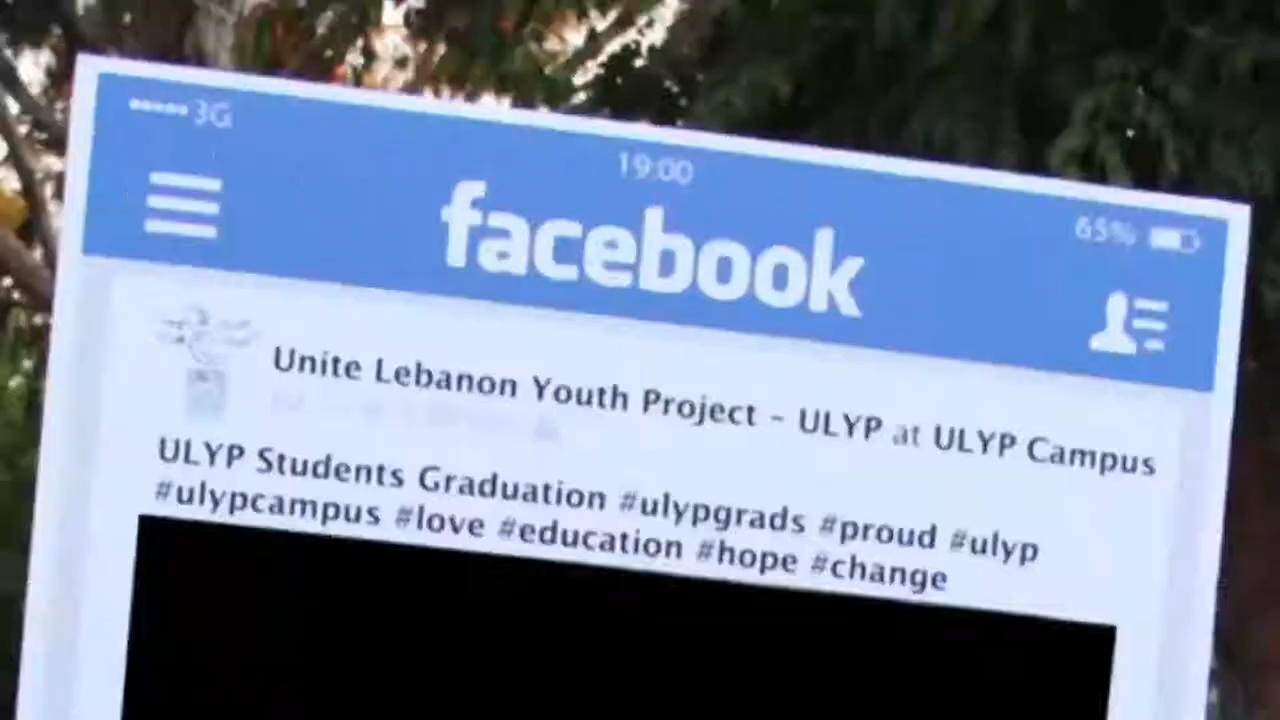 3G
19:00
65%
facebook
Unite Lebanon Youth Project - ULYP at ULYP Campus
ULYP Students Graduation #ulypgrads #proud #ulyp
#ulypcampus #love #education #hope #change